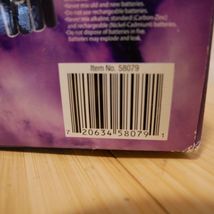 •Never mix old and new batteries.
•Do not use rechargeable batteries.
•Never mix alkaline, standard (Carbon-Zinc)
and rechargeable (Nickel-Cadmium) batteries.
•Do not dispose of batteries in fire.
Batteries may explode and leak.
Item No. 58079
7 20634 58079 1